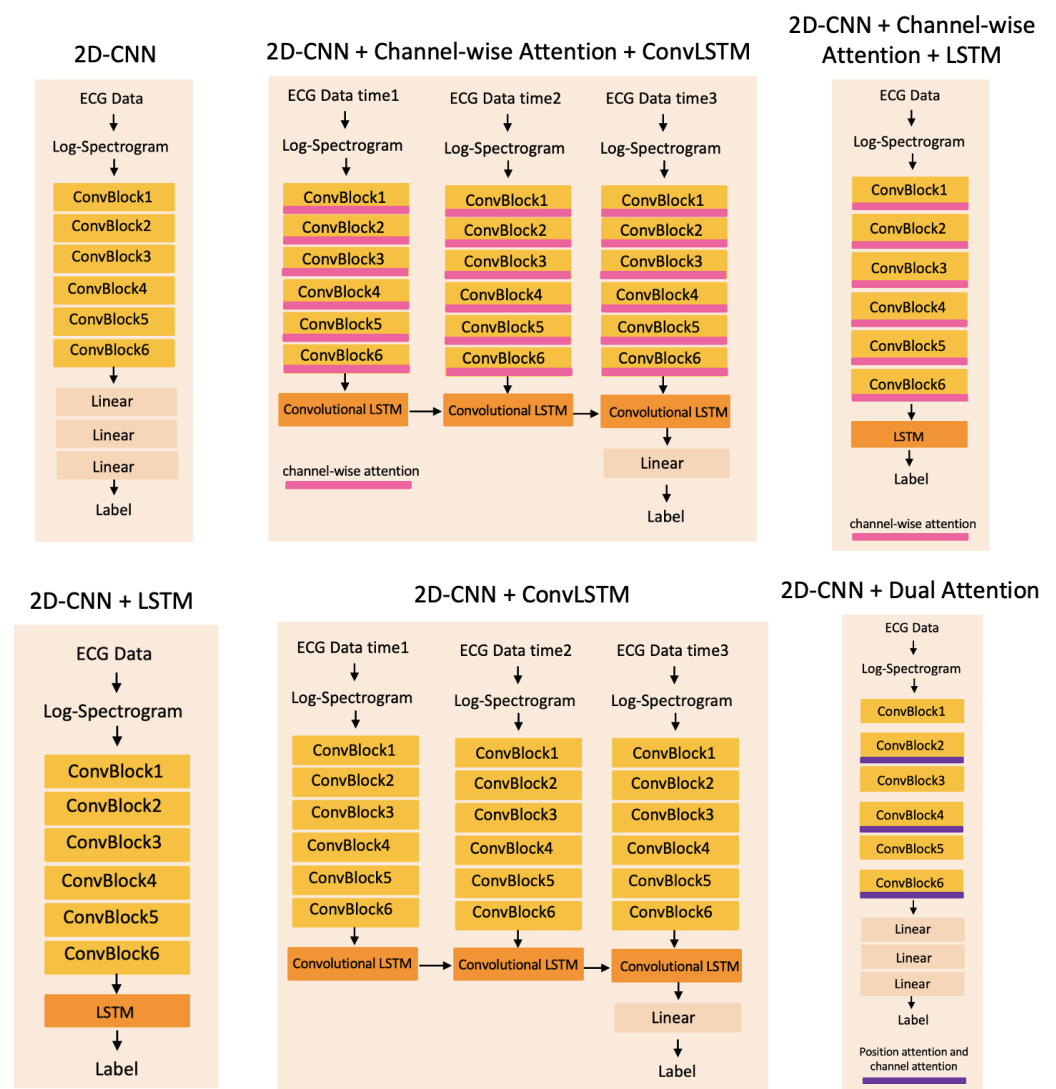 2D-CNN
ECG Data
Log-Spectrogram
ConvBlock1
ConvBlock2
ConvBlock3
ConvBlock4
ConvBlock5
ConvBlock6
Linear
Linear
Linear
Label
2D-CNN + Channel-wise Attention + ConvLSTM
ECG Data time1
Log-Spectrogram
ConvBlock1
ConvBlock2
ConvBlock3
ConvBlock4
ConvBlock5
ConvBlock6
Convolutional LSTM
channel-wise attention
ECG Data time2
Log-Spectrogram
ConvBlock1
ConvBlock2
ConvBlock3
ConvBlock4
ConvBlock5
ConvBlock6
Convolutional LSTM
ECG Data time3
Log-Spectrogram
ConvBlock1
ConvBlock2
ConvBlock3
ConvBlock4
ConvBlock5
ConvBlock6
Convolutional LSTM
Linear
Label
2D-CNN + Channel-wise
Attention + LSTM
ECG Data
Log-Spectrogram
ConvBlock1
ConvBlock2
ConvBlock3
ConvBlock4
ConvBlock5
ConvBlock6
LSTM
Label
channel-wise attention
2D-CNN + LSTM
ECG Data
Log-Spectrogram
ConvBlock1
ConvBlock2
ConvBlock3
ConvBlock4
ConvBlock5
ConvBlock6
LSTM
Label
2D-CNN + ConvLSTM
ECG Data time1
Log-Spectrogram
ConvBlock1
ConvBlock2
ConvBlock3
ConvBlock4
ConvBlock5
ConvBlock6
Convolutional LSTM
ECG Data time2
Log-Spectrogram
ConvBlock1
ConvBlock2
ConvBlock3
ConvBlock4
ConvBlock5
ConvBlock6
Convolutional LSTM
ECG Data time3
Log-Spectrogram
ConvBlock1
ConvBlock2
ConvBlock3
ConvBlock4
ConvBlock5
ConvBlock6
Convolutional LSTM
Linear
Label
2D-CNN + Dual Attention
ECG Data
Log-Spectrogram
ConvBlock1
ConvBlock2
ConvBlock3
ConvBlock4
ConvBlock5
ConvBlock6
Linear
Linear
Linear
Label
Position attention and
channel attention